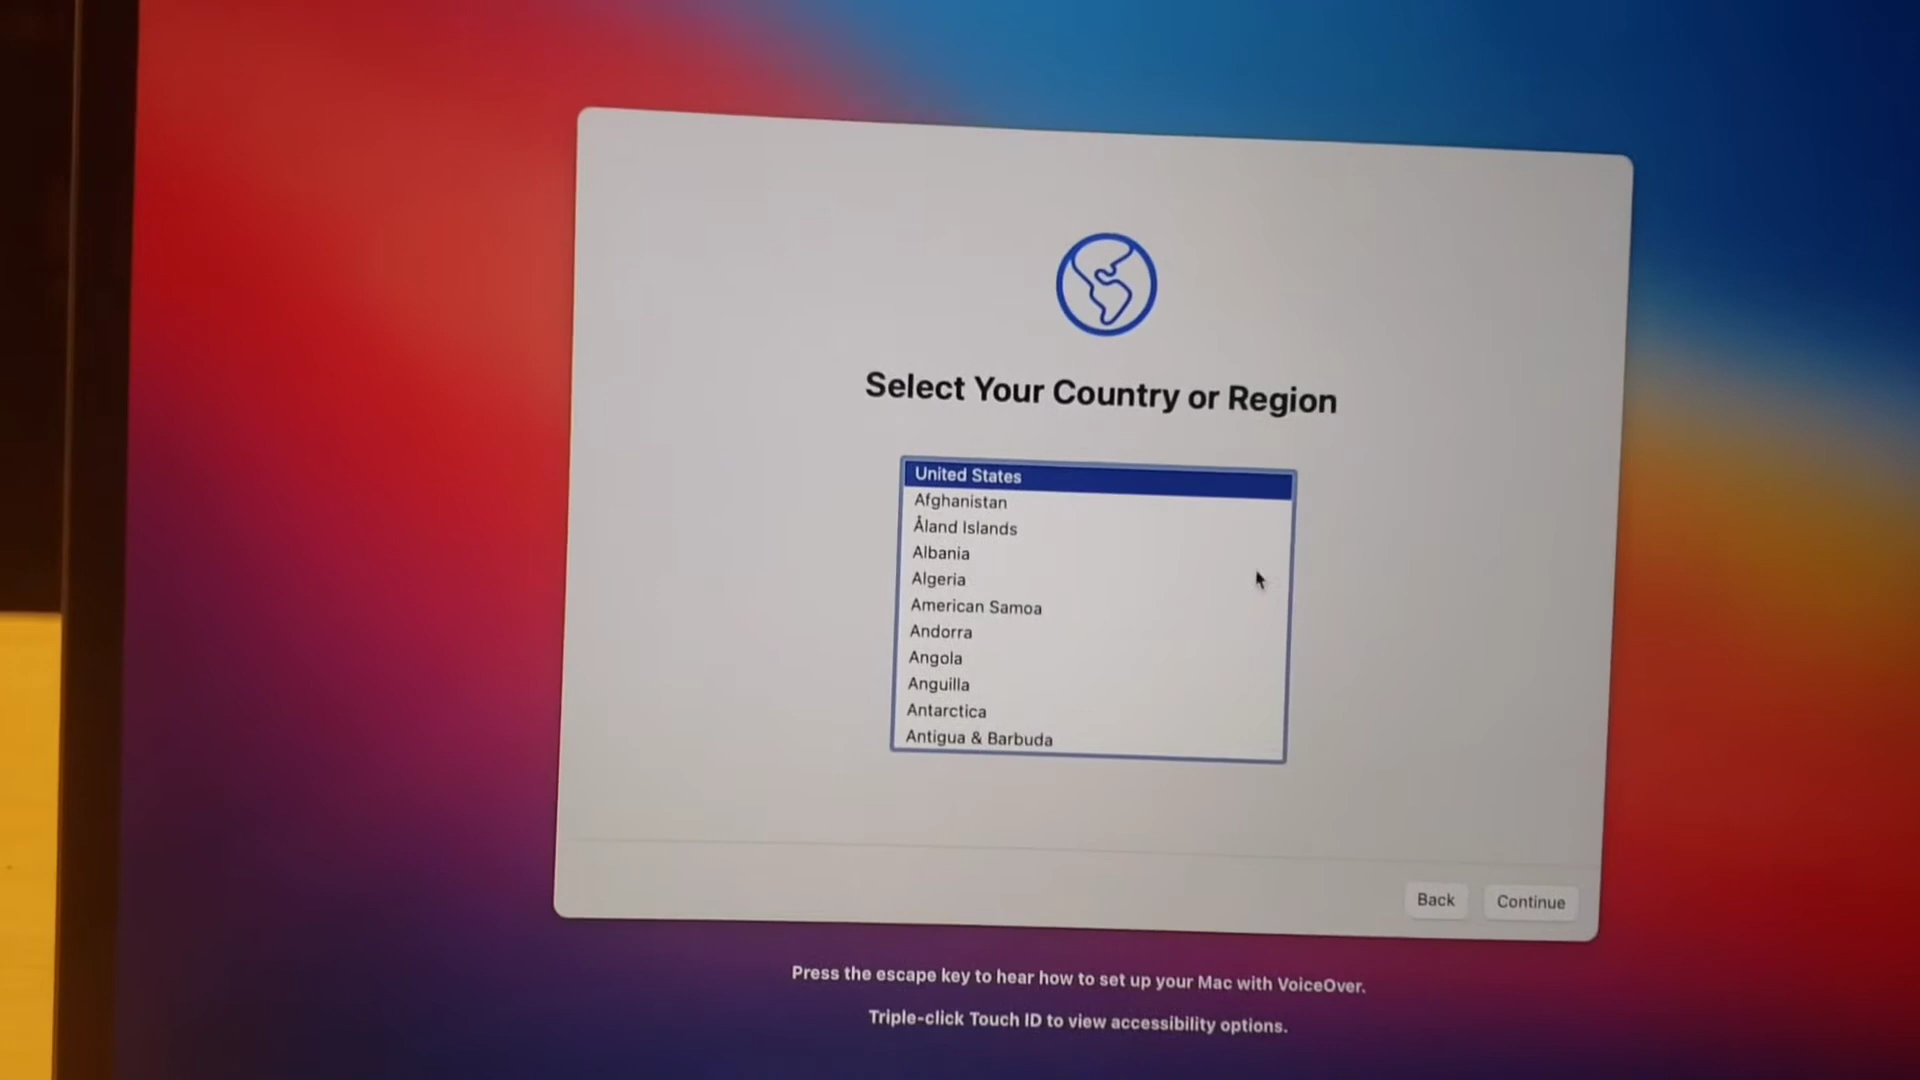 Select Your Country or Region
United States
Afghanistan
Åland Islands
Albania
Algeria
American Samoa
Andorra
Angola
Anguilla
Antarctica
Antigua & Barbuda
Back
Continue
Press the escape key to hear how to set up your Mac with VoiceOver.
Triple-click Touch ID to view accessibility options.